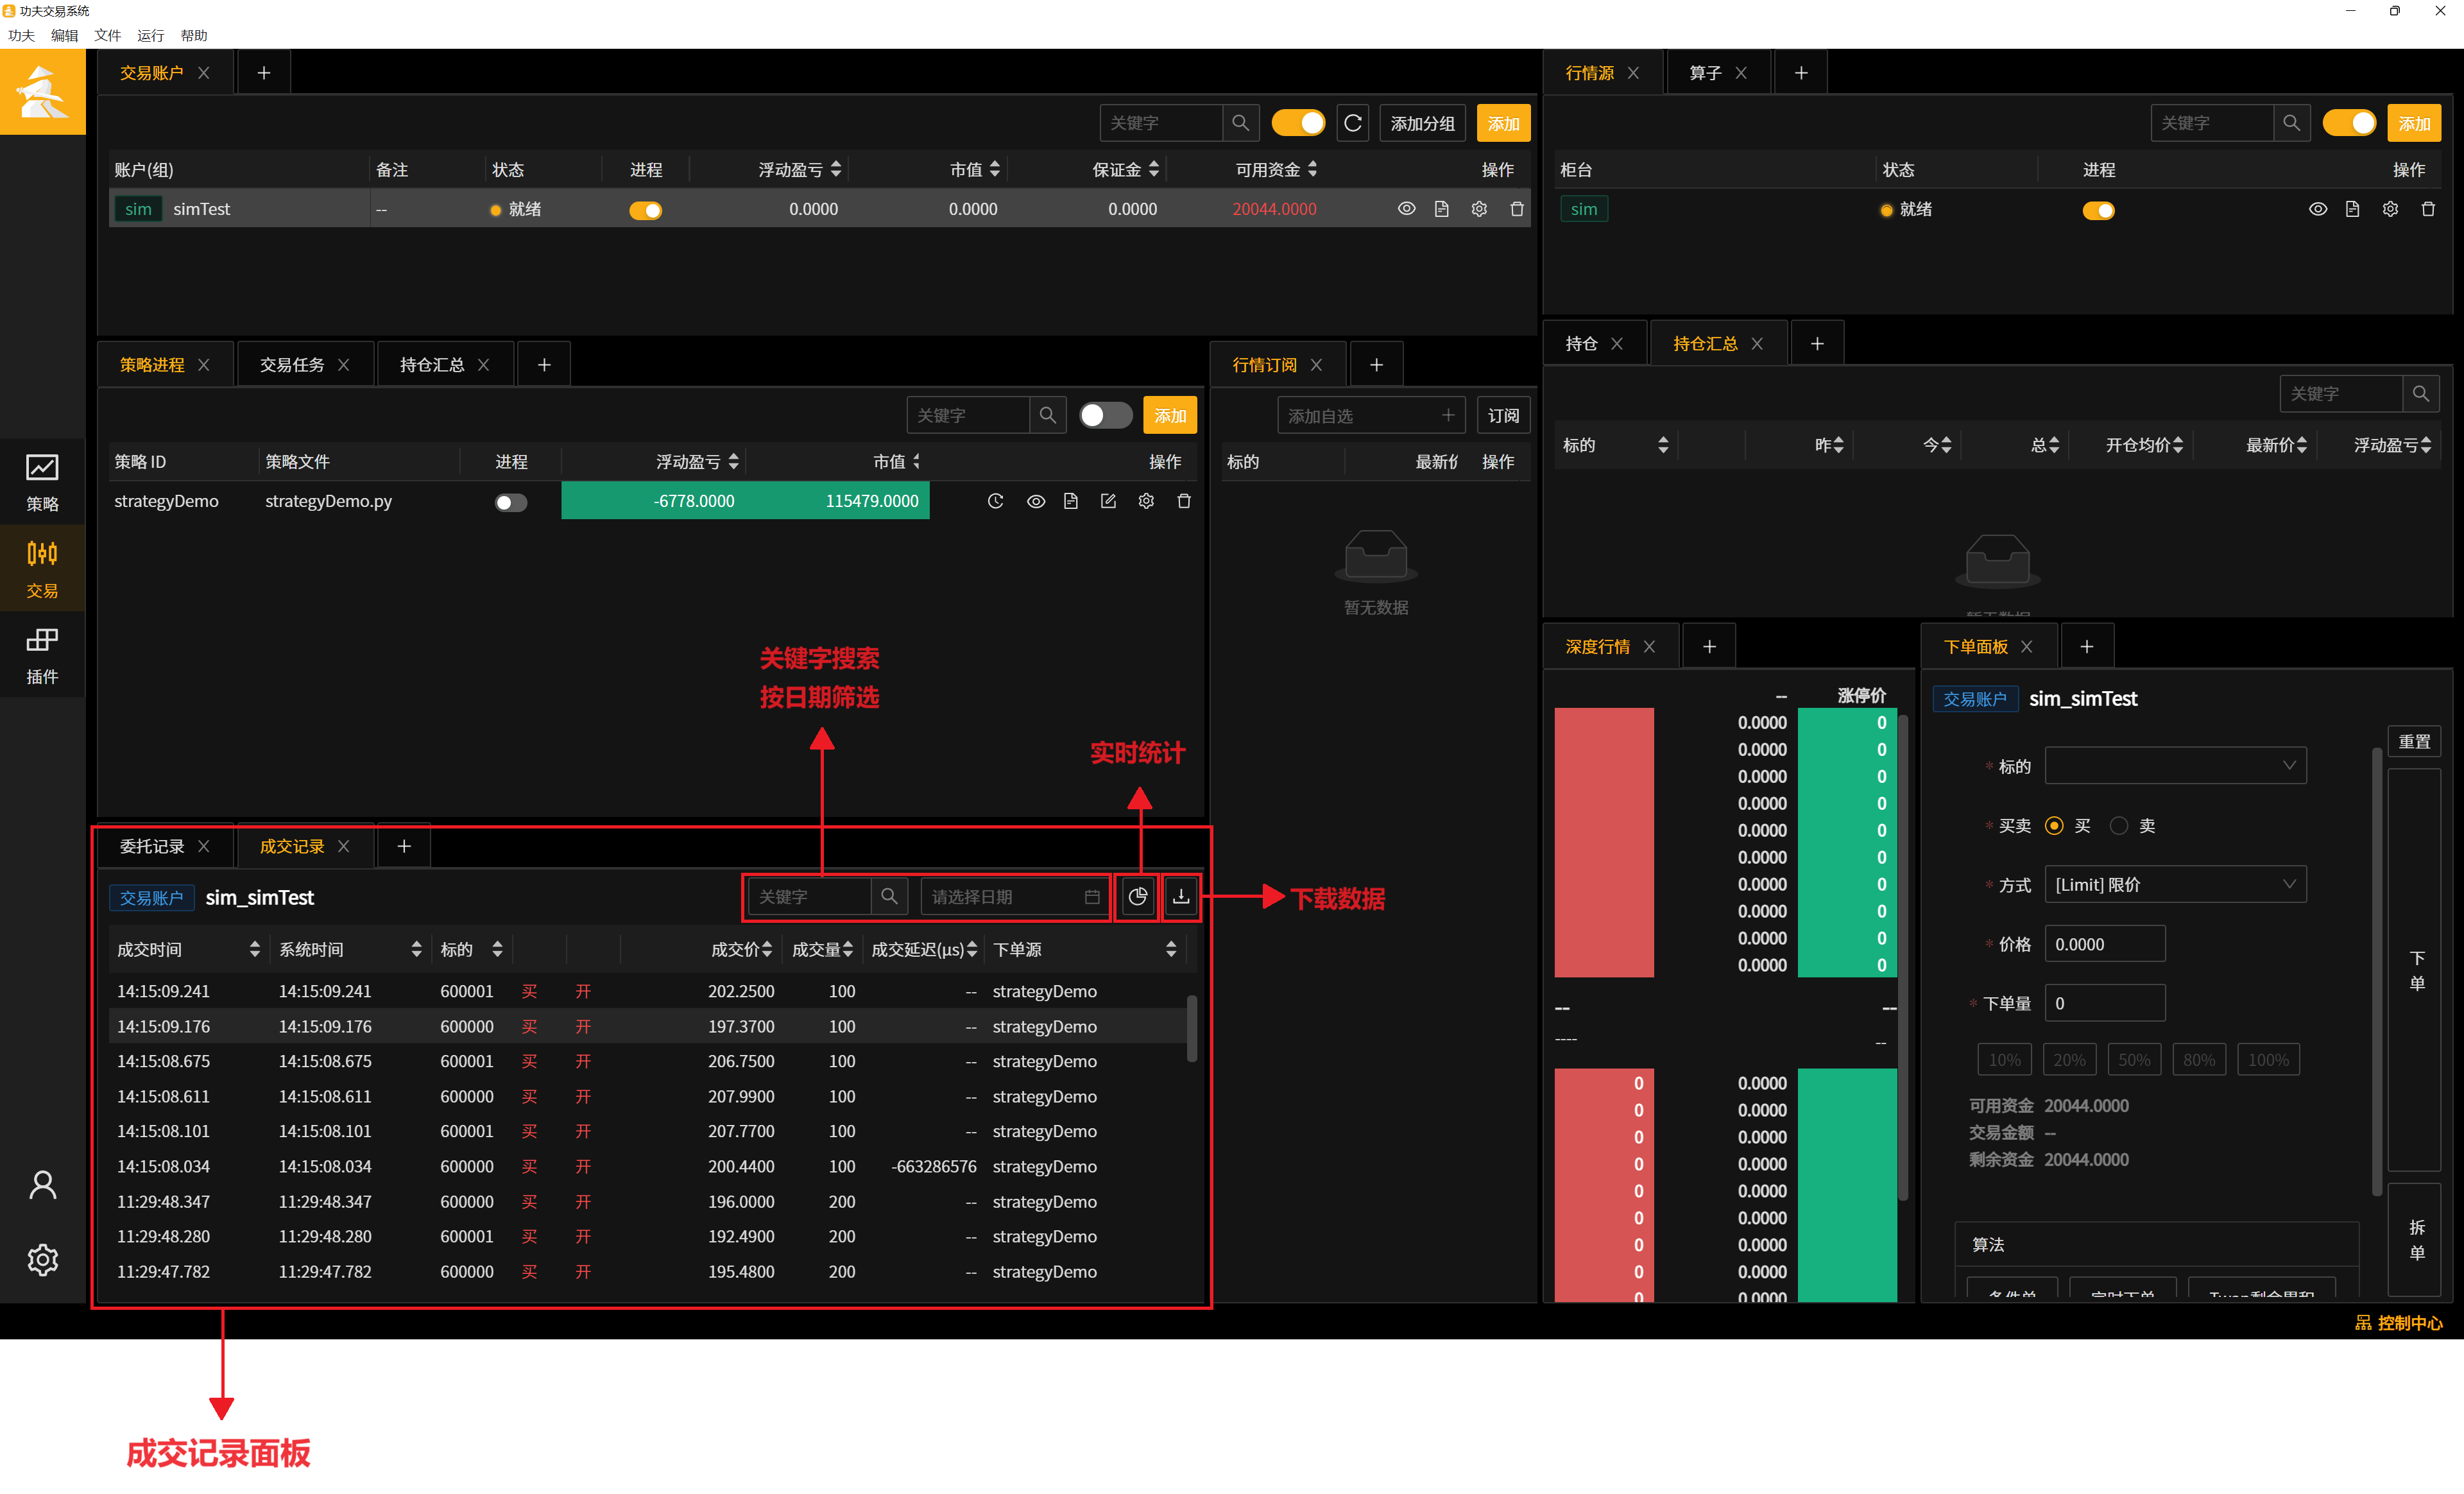 功夫交易系统
功夫 编辑 文件 运行 帮助
交易账户
关键字 添加分组 添加
账户(组) 备注 状态 进程 浮动盈亏 市值 保证金 可用资金 操作
sim simTest -- 就绪 0.0000 0.0000 0.0000 20044.0000
行情源 算子
关键字 添加
柜台 状态 进程 操作
sim 就绪
策略
交易
插件
策略进程 交易任务 持仓汇总
关键字 添加
策略 ID 策略文件 进程 浮动盈亏 市值 操作
strategyDemo strategyDemo.py -6778.0000 115479.0000
行情订阅
添加自选 订阅
标的 最新价 操作
暂无数据
持仓 持仓汇总
关键字
标的 昨 今 总 开仓均价 最新价 浮动盈亏
关键字搜索
按日期筛选
实时统计
下载数据
委托记录 成交记录
交易账户 sim_simTest
关键字 请选择日期
成交时间 系统时间 标的 成交价 成交量 成交延迟(μs) 下单源
14:15:09.241 14:15:09.241 600001 买 开 202.2500 100 -- strategyDemo
14:15:09.176 14:15:09.176 600000 买 开 197.3700 100 -- strategyDemo
14:15:08.675 14:15:08.675 600001 买 开 206.7500 100 -- strategyDemo
14:15:08.611 14:15:08.611 600000 买 开 207.9900 100 -- strategyDemo
14:15:08.101 14:15:08.101 600001 买 开 207.7700 100 -- strategyDemo
14:15:08.034 14:15:08.034 600000 买 开 200.4400 100 -663286576 strategyDemo
11:29:48.347 11:29:48.347 600000 买 开 196.0000 200 -- strategyDemo
11:29:48.280 11:29:48.280 600001 买 开 192.4900 200 -- strategyDemo
11:29:47.782 11:29:47.782 600000 买 开 195.4800 200 -- strategyDemo
深度行情
-- 涨停价
0.0000 0
0.0000 0
0.0000 0
0.0000 0
0.0000 0
0.0000 0
0.0000 0
0.0000 0
0.0000 0
0.0000 0
-- --
---- --
0 0.0000
0 0.0000
0 0.0000
0 0.0000
0 0.0000
0 0.0000
0 0.0000
0 0.0000
0 0.0000
下单面板
交易账户 sim_simTest
重置
* 标的
* 买卖 买 卖
* 方式 [Limit] 限价
* 价格 0.0000
* 下单量 0
10% 20% 50% 80% 100%
可用资金 20044.0000
交易金额 --
剩余资金 20044.0000
算法
下单
拆单
控制中心
成交记录面板